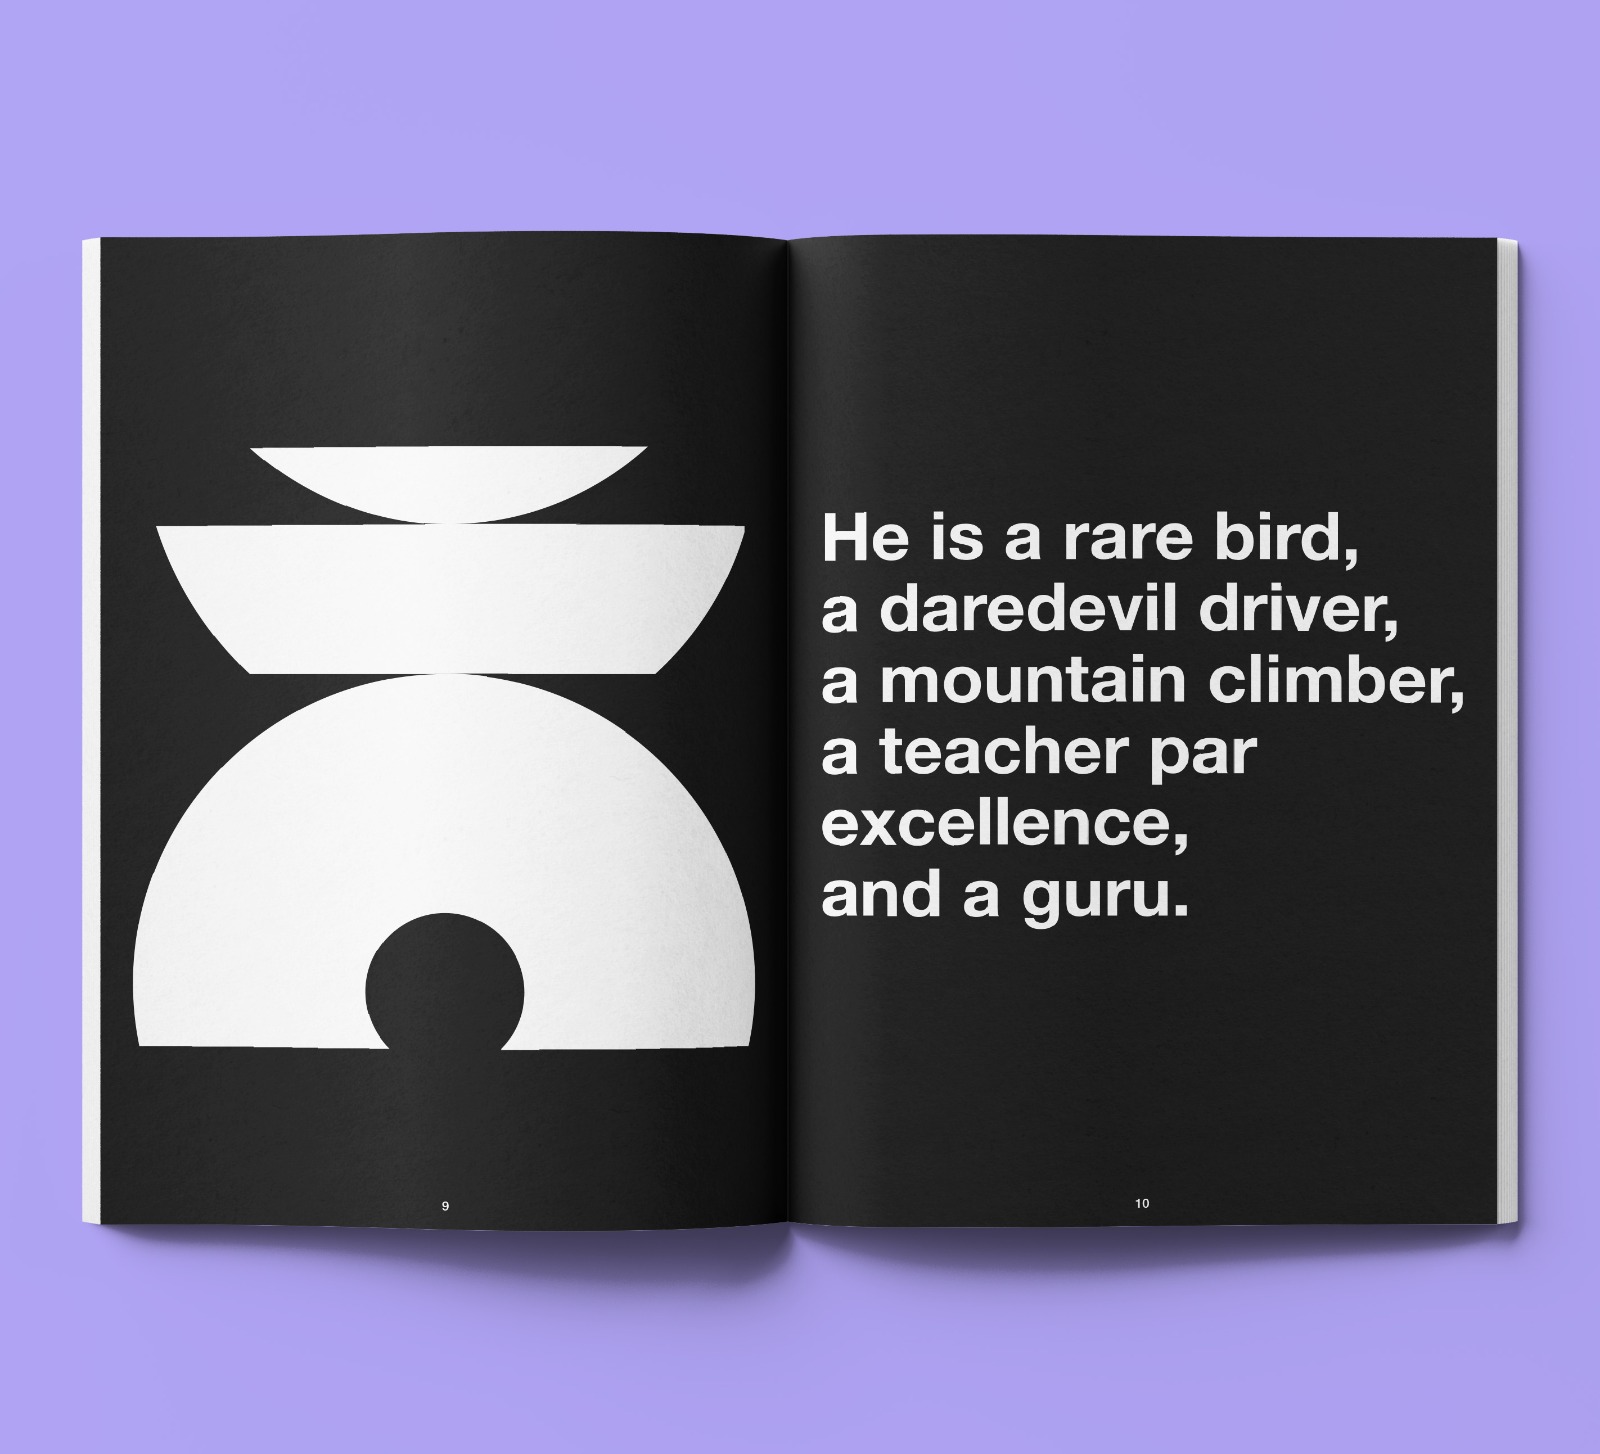 He is a rare bird,
a daredevil driver,
a mountain climber,
a teacher par
excellence,
and a guru.
9
10